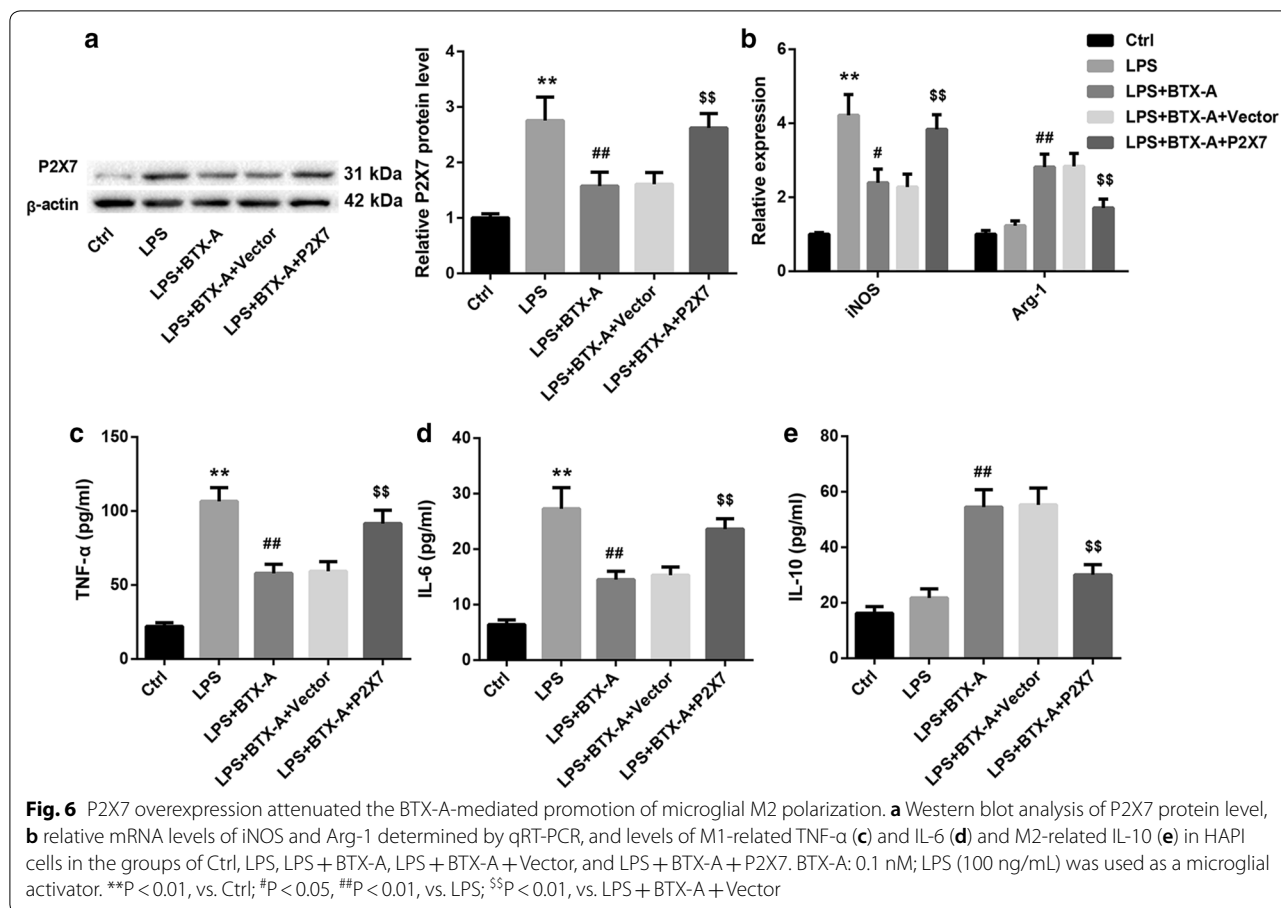 a
P2X7
31 kDa
β-actin
42 kDa
Ctrl
LPS
LPS+BTX-A
LPS+BTX-A+Vector
LPS+BTX-A+P2X7
Relative P2X7 protein level
4
3
2
1
0
**
##
$$
Ctrl
LPS
LPS+BTX-A
LPS+BTX-A+Vector
LPS+BTX-A+P2X7
b
Relative expression
6
4
2
0
**
#
$$
##
$$
iNOS
Arg-1
Ctrl
LPS
LPS+BTX-A
LPS+BTX-A+Vector
LPS+BTX-A+P2X7
c
TNF-α (pg/ml)
150
100
50
0
**
##
$$
Ctrl
LPS
LPS+BTX-A
LPS+BTX-A+Vector
LPS+BTX-A+P2X7
d
IL-6 (pg/ml)
40
30
20
10
0
**
##
$$
Ctrl
LPS
LPS+BTX-A
LPS+BTX-A+Vector
LPS+BTX-A+P2X7
e
IL-10 (pg/ml)
80
60
40
20
0
##
$$
Ctrl
LPS
LPS+BTX-A
LPS+BTX-A+Vector
LPS+BTX-A+P2X7
Fig. 6 P2X7 overexpression attenuated the BTX-A-mediated promotion of microglial M2 polarization. a Western blot analysis of P2X7 protein level,
b relative mRNA levels of iNOS and Arg-1 determined by qRT-PCR, and levels of M1-related TNF-α (c) and IL-6 (d) and M2-related IL-10 (e) in HAPI
cells in the groups of Ctrl, LPS, LPS + BTX-A, LPS + BTX-A + Vector, and LPS + BTX-A + P2X7. BTX-A: 0.1 nM; LPS (100 ng/mL) was used as a microglial
activator. **P < 0.01, vs. Ctrl; #P < 0.05, ##P < 0.01, vs. LPS; $$P < 0.01, vs. LPS + BTX-A + Vector